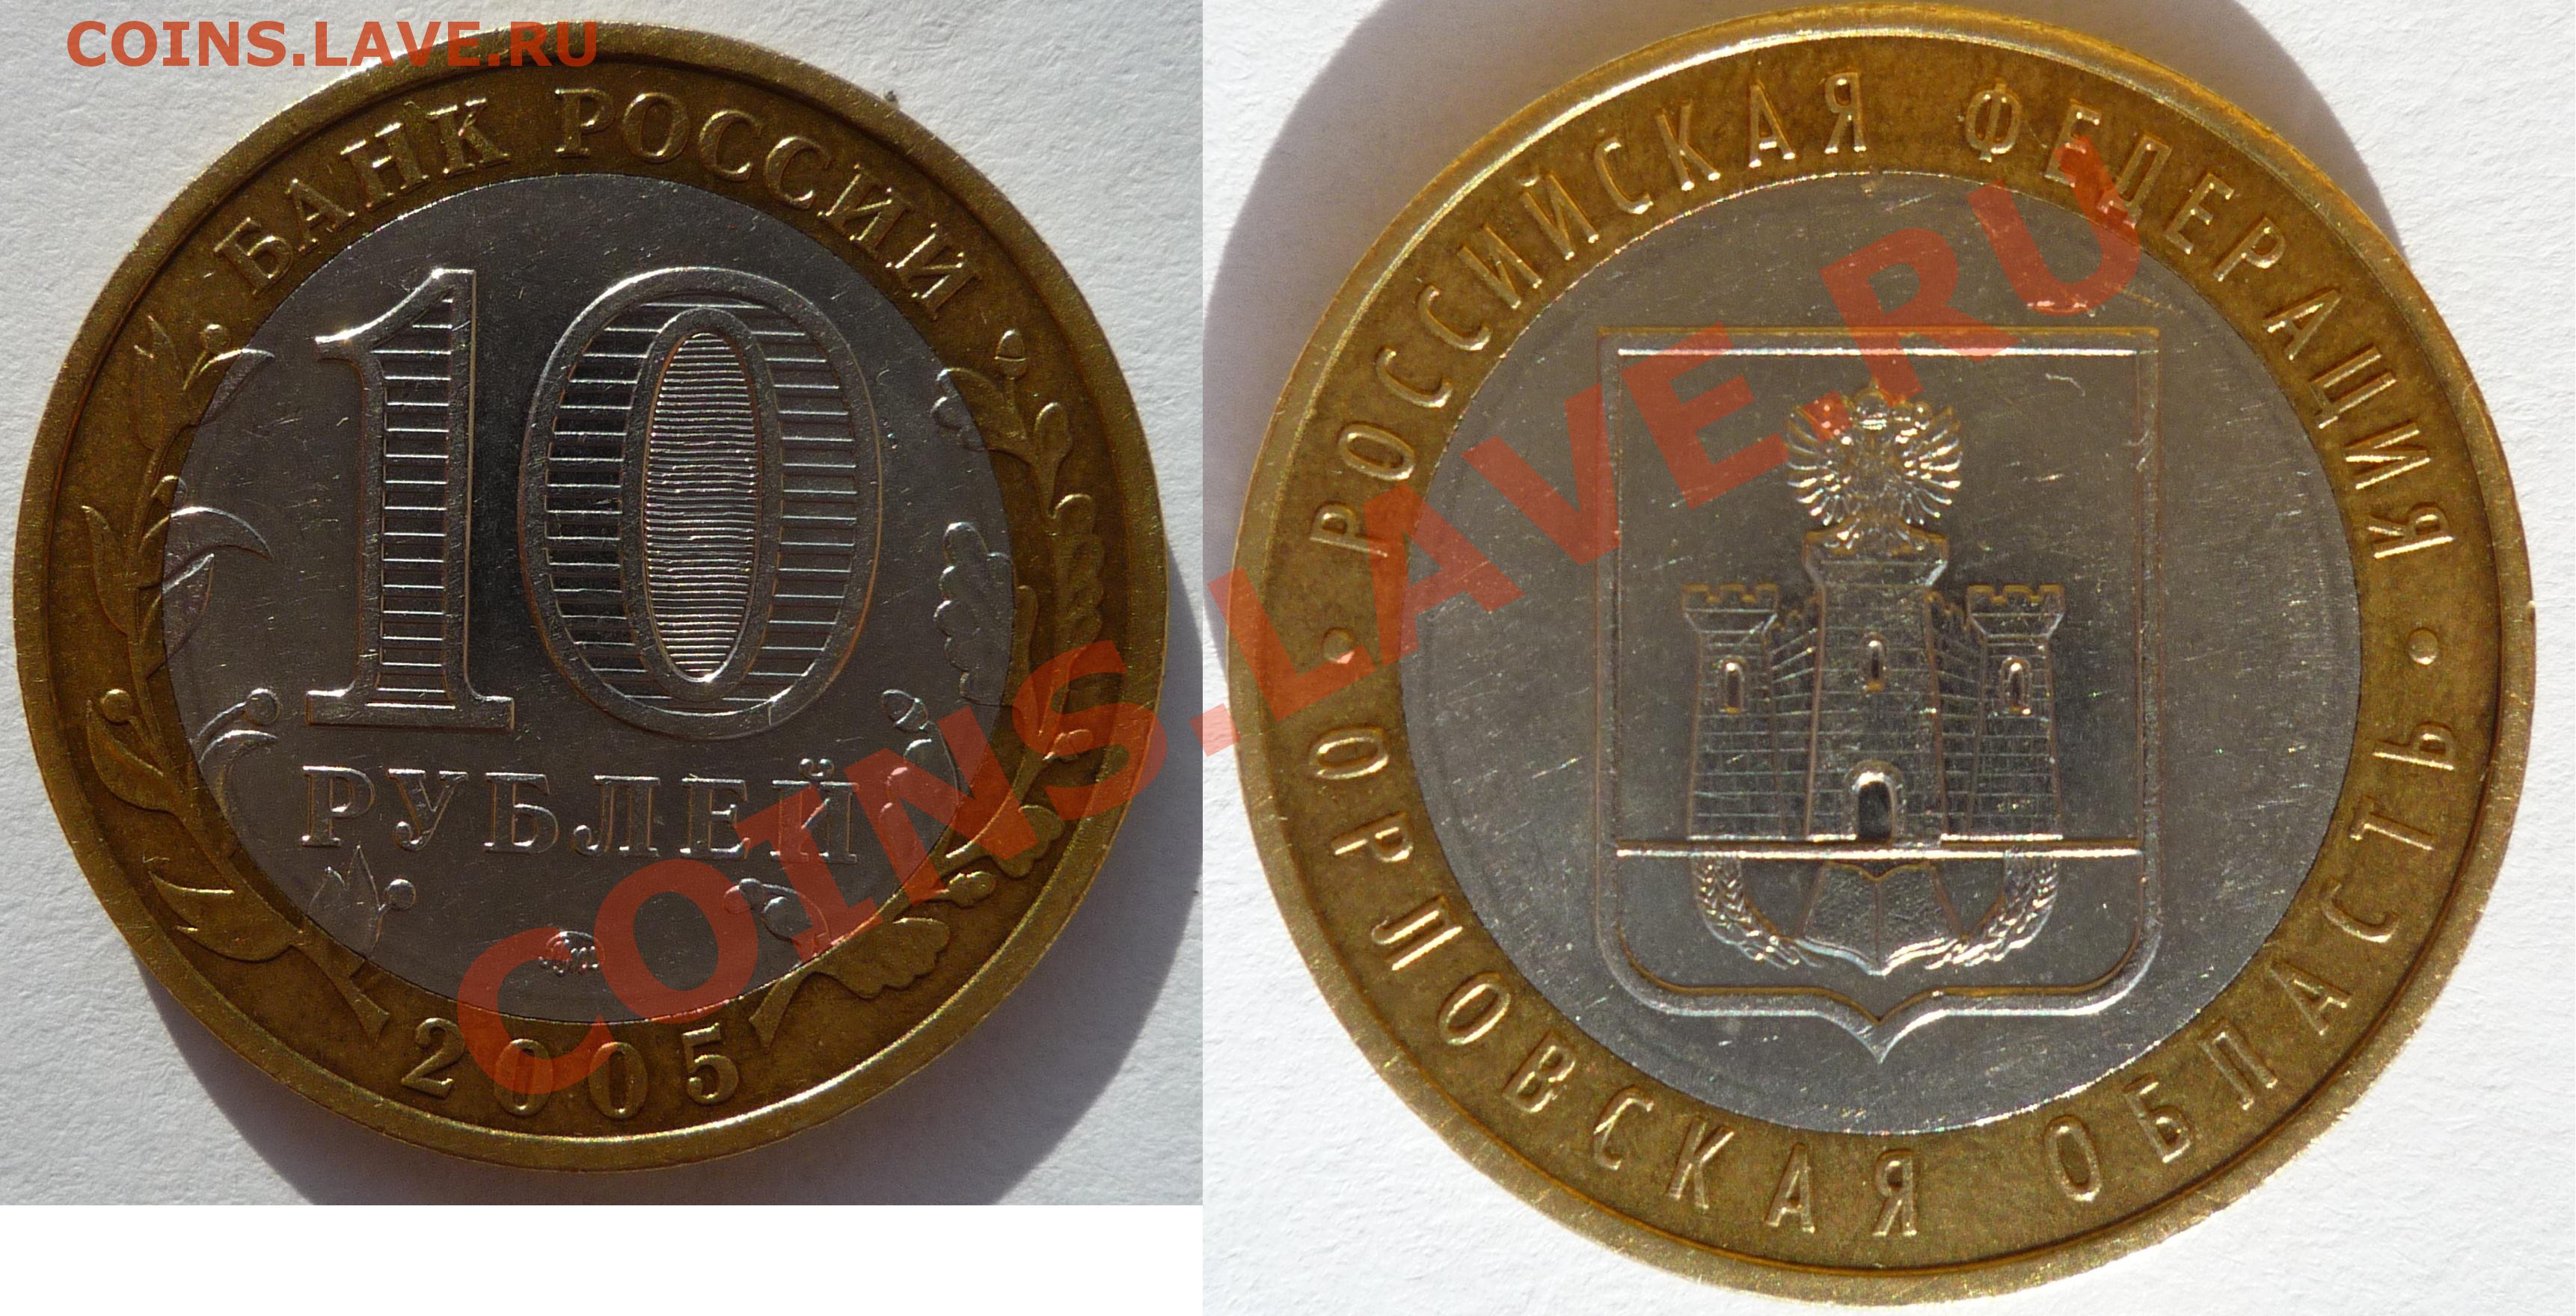 COINS.LAVE.RU
БАНК РОССИИ
10
РУБЛЕЙ
ММД
2005
РОССИЙСКАЯ ФЕДЕРАЦИЯ
ОРЛОВСКАЯ ОБЛАСТЬ
COINS.LAVE.RU